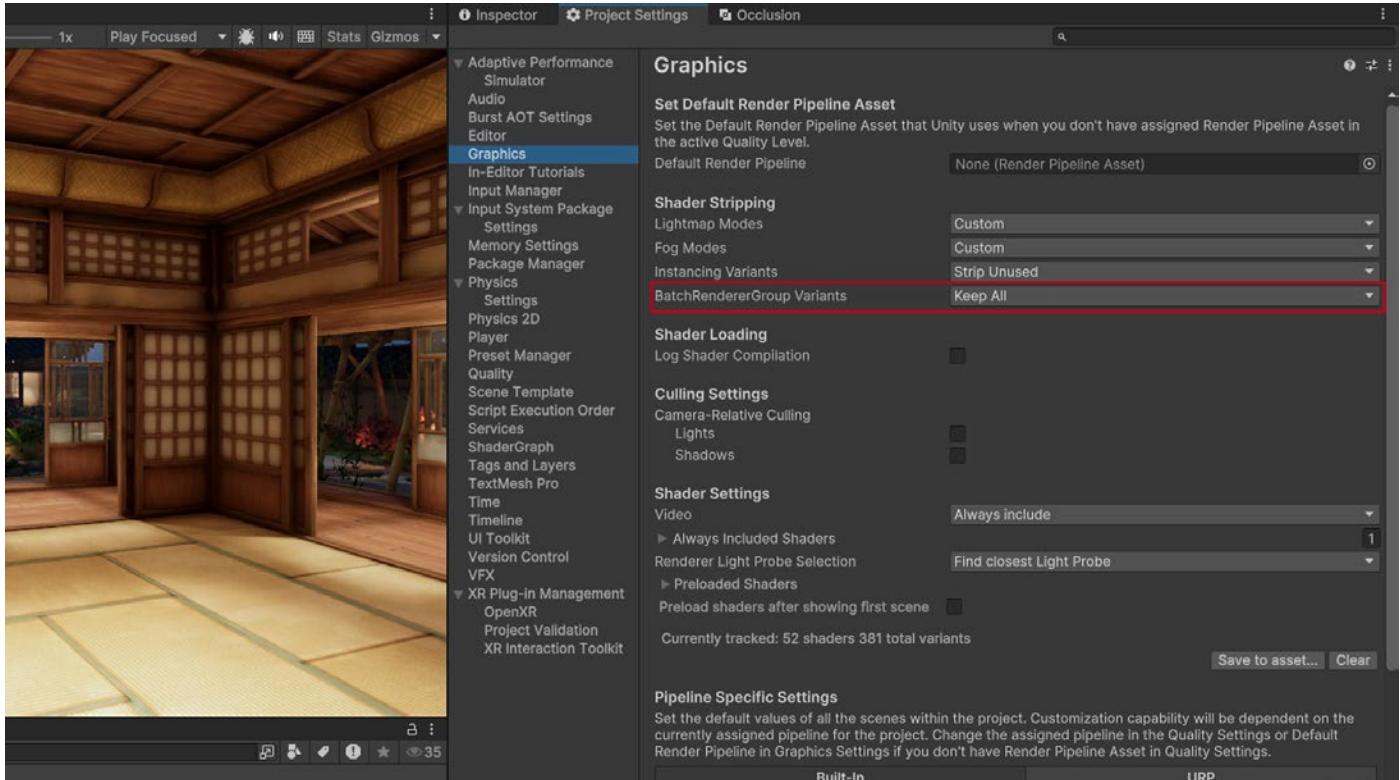 Inspector
Project Settings
Occlusion
1x
Play Focused
Stats
Gizmos
Adaptive Performance
Simulator
Audio
Burst AOT Settings
Editor
Graphics
In-Editor Tutorials
Input Manager
Input System Package
Settings
Memory Settings
Package Manager
Physics
Settings
Physics 2D
Player
Preset Manager
Quality
Scene Template
Script Execution Order
Services
ShaderGraph
Tags and Layers
TextMesh Pro
Time
Timeline
UI Toolkit
Version Control
VFX
XR Plug-in Management
OpenXR
Project Validation
XR Interaction Toolkit
Graphics
Set Default Render Pipeline Asset
Set the Default Render Pipeline Asset that Unity uses when you don't have assigned Render Pipeline Asset in
the active Quality Level.
Default Render Pipeline None (Render Pipeline Asset)
Shader Stripping
Lightmap Modes Custom
Fog Modes Custom
Instancing Variants Strip Unused
BatchRendererGroup Variants Keep All
Shader Loading
Log Shader Compilation
Culling Settings
Camera-Relative Culling
Lights
Shadows
Shader Settings
Video Always include
Always Included Shaders 1
Renderer Light Probe Selection Find closest Light Probe
Preloaded Shaders
Preload shaders after showing first scene
Currently tracked: 52 shaders 381 total variants
Save to asset... Clear
Pipeline Specific Settings
Set the default values of all the scenes within the project. Customization capability will be dependent on the
currently assigned pipeline for the project. Change the assigned pipeline in the Quality Settings or Default
Render Pipeline in Graphics Settings if you don't have Render Pipeline Asset in Quality Settings.
Built-In URP
35